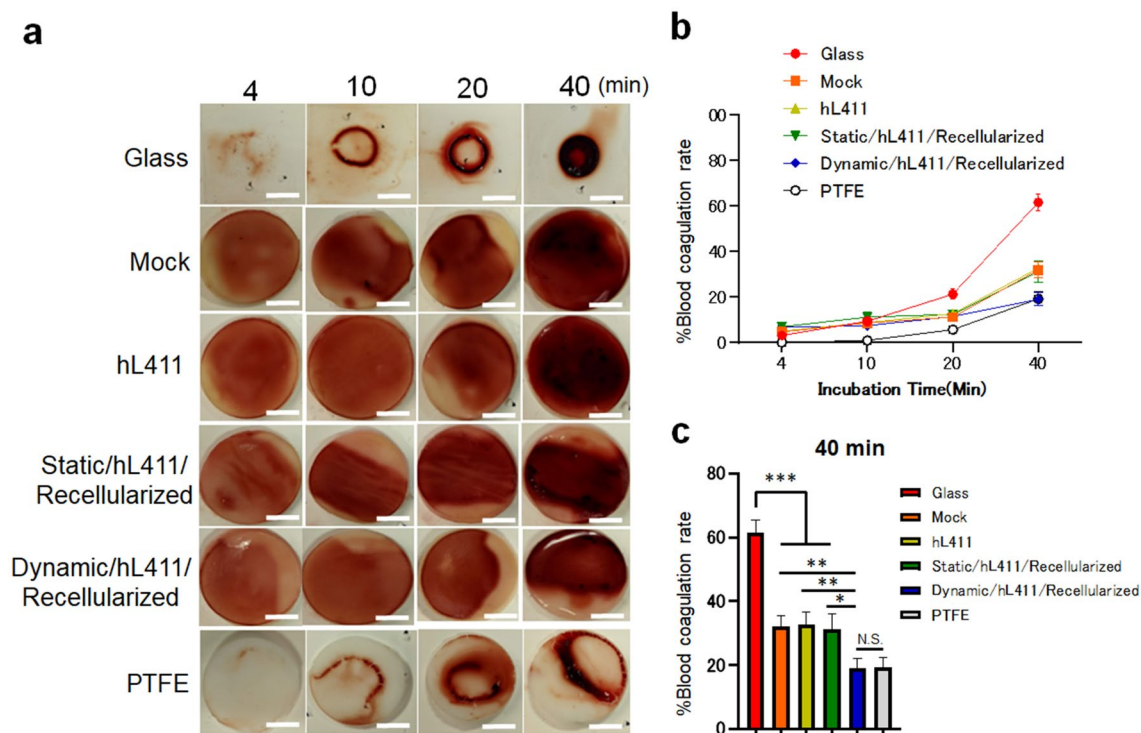 a
4 10 20 40 (min)
Glass
Mock
hL411
Static/hL411/
Recellularized
Dynamic/hL411/
Recellularized
PTFE
b
Glass
Mock
hL411
Static/hL411/Recellularized
Dynamic/hL411/Recellularized
PTFE
%Blood coagulation rate
00
80
60
40
20
0
4 10 20 40
Incubation Time(Min)
c
40 min
%Blood coagulation rate
80
60
40
20
0
***
**
**
*
N.S.
Glass
Mock
hL411
Static/hL411/Recellularized
Dynamic/hL411/Recellularized
PTFE